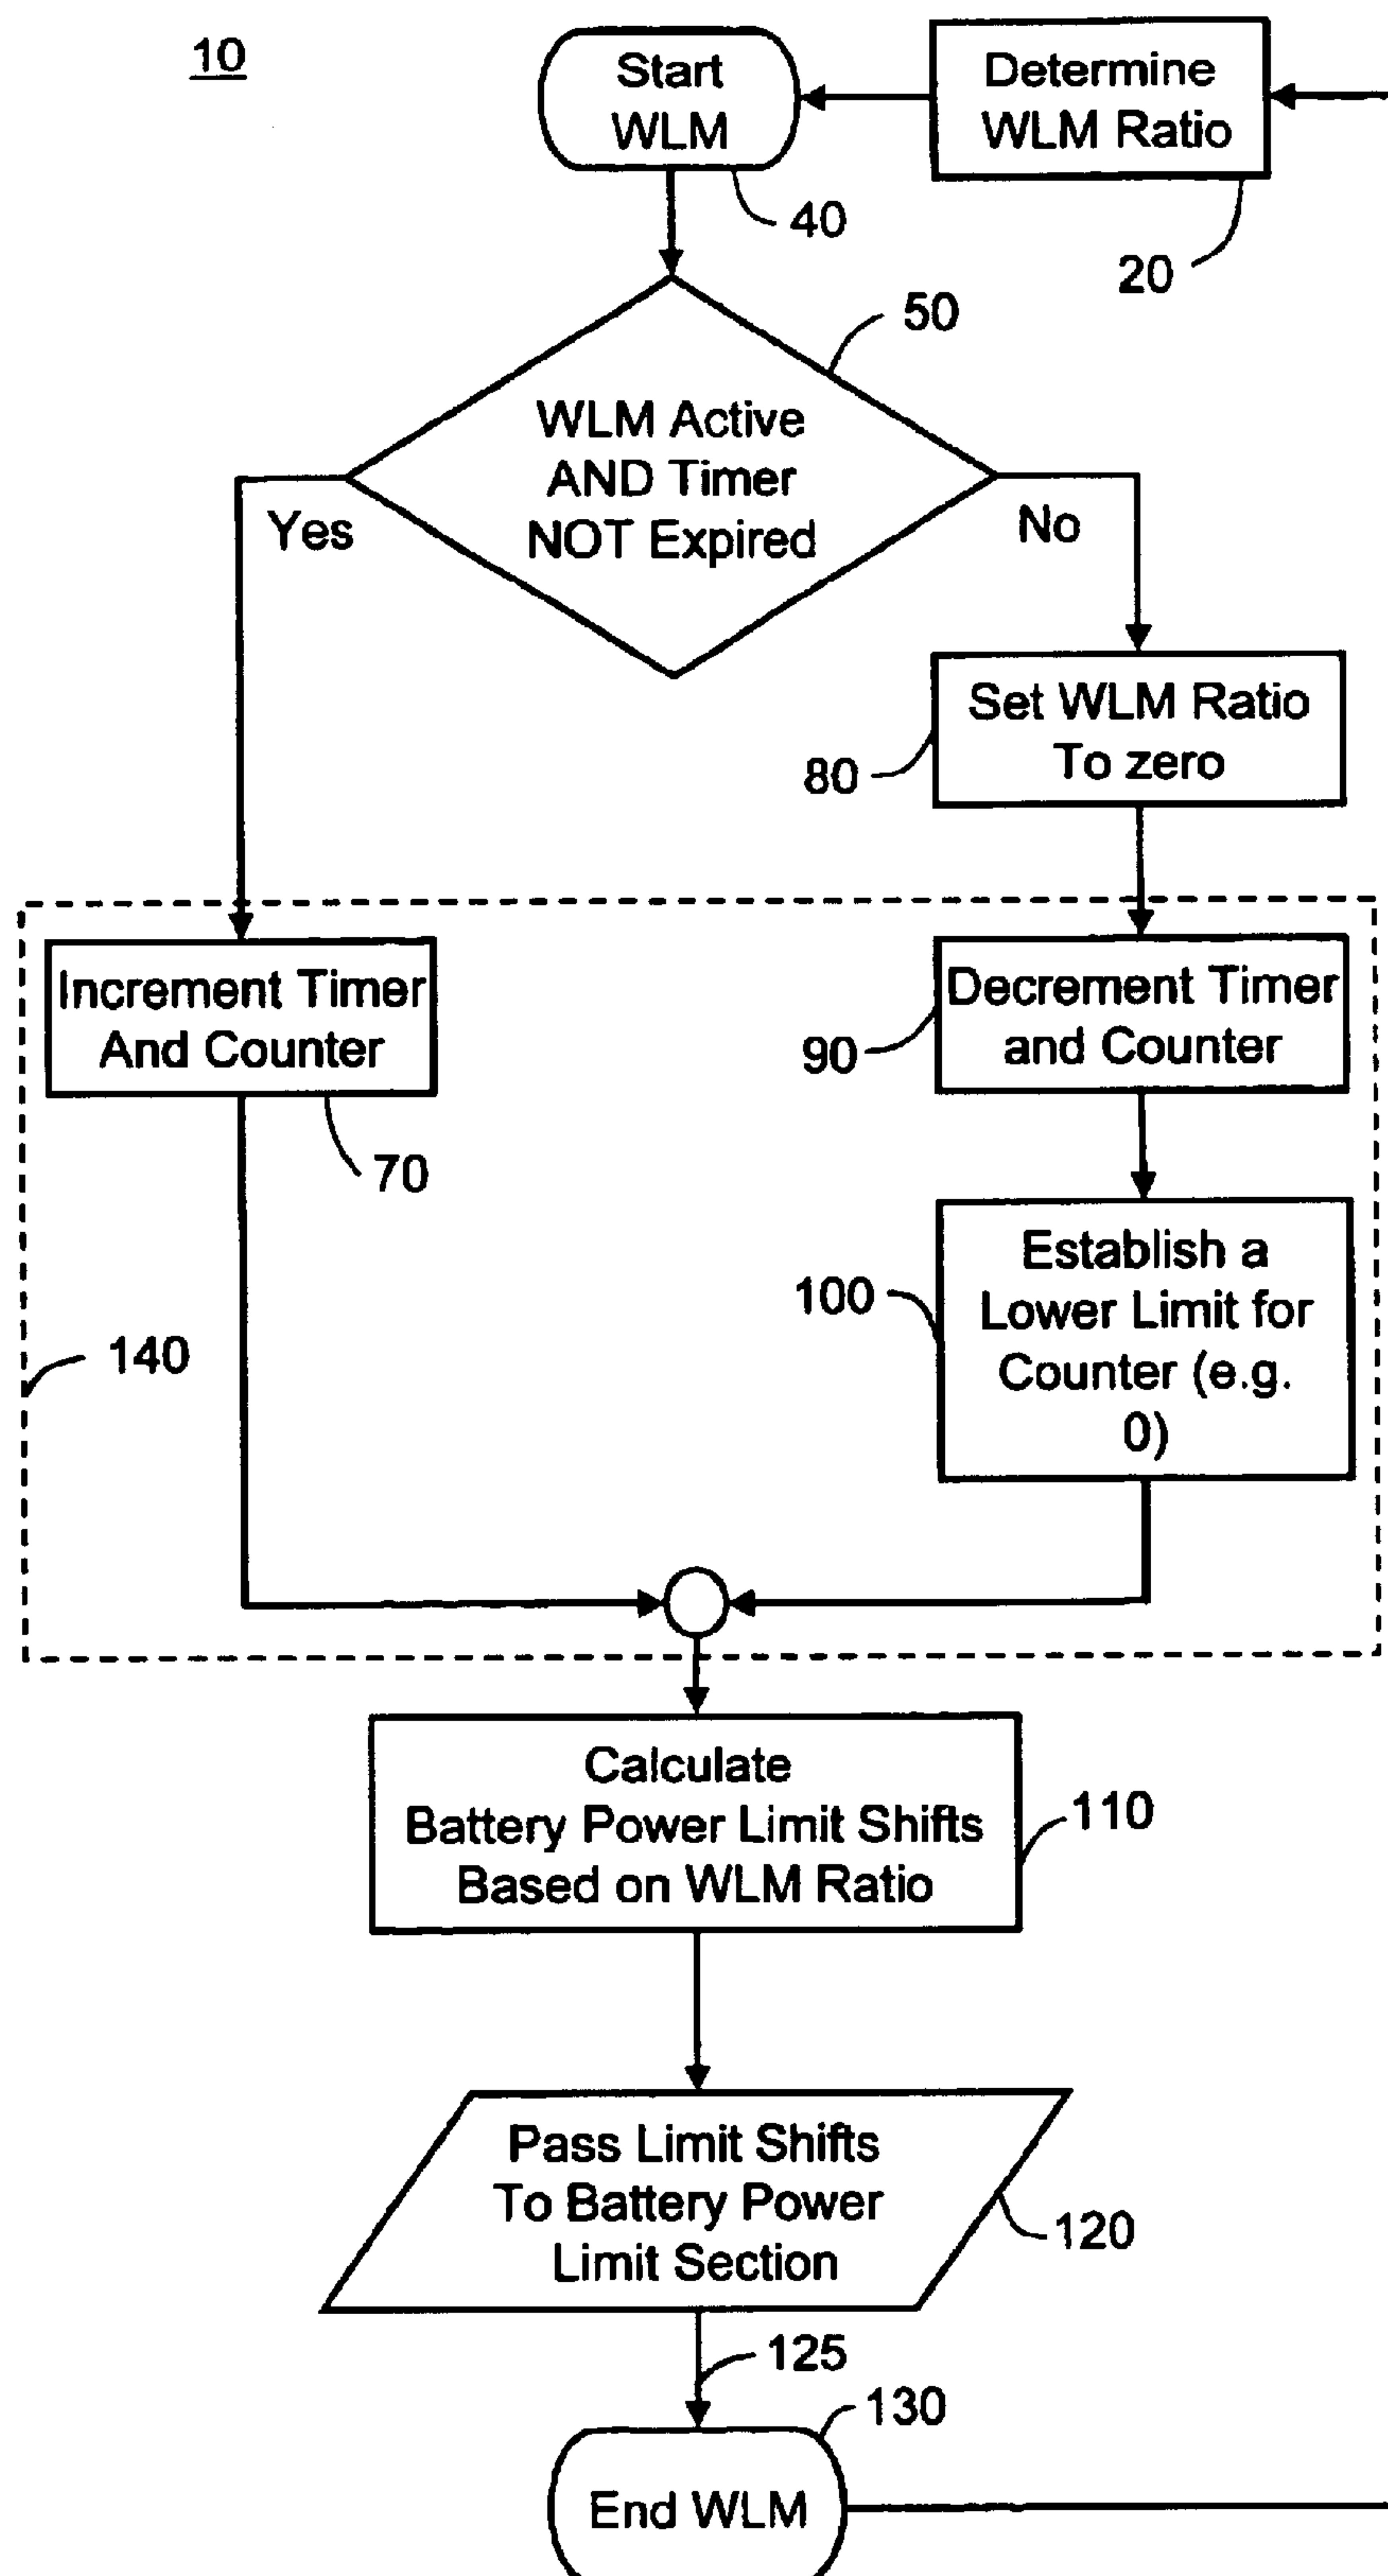 10
Start
WLM
40
Determine
WLM Ratio
20
50
WLM Active
AND Timer
NOT Expired
Yes
No
Set WLM Ratio
To zero
80
Increment Timer
And Counter
70
Decrement Timer
and Counter
90
Establish a
Lower Limit for
Counter (e.g.
0)
100
140
Calculate
Battery Power Limit Shifts
Based on WLM Ratio
110
Pass Limit Shifts
To Battery Power
Limit Section
120
125
130
End WLM